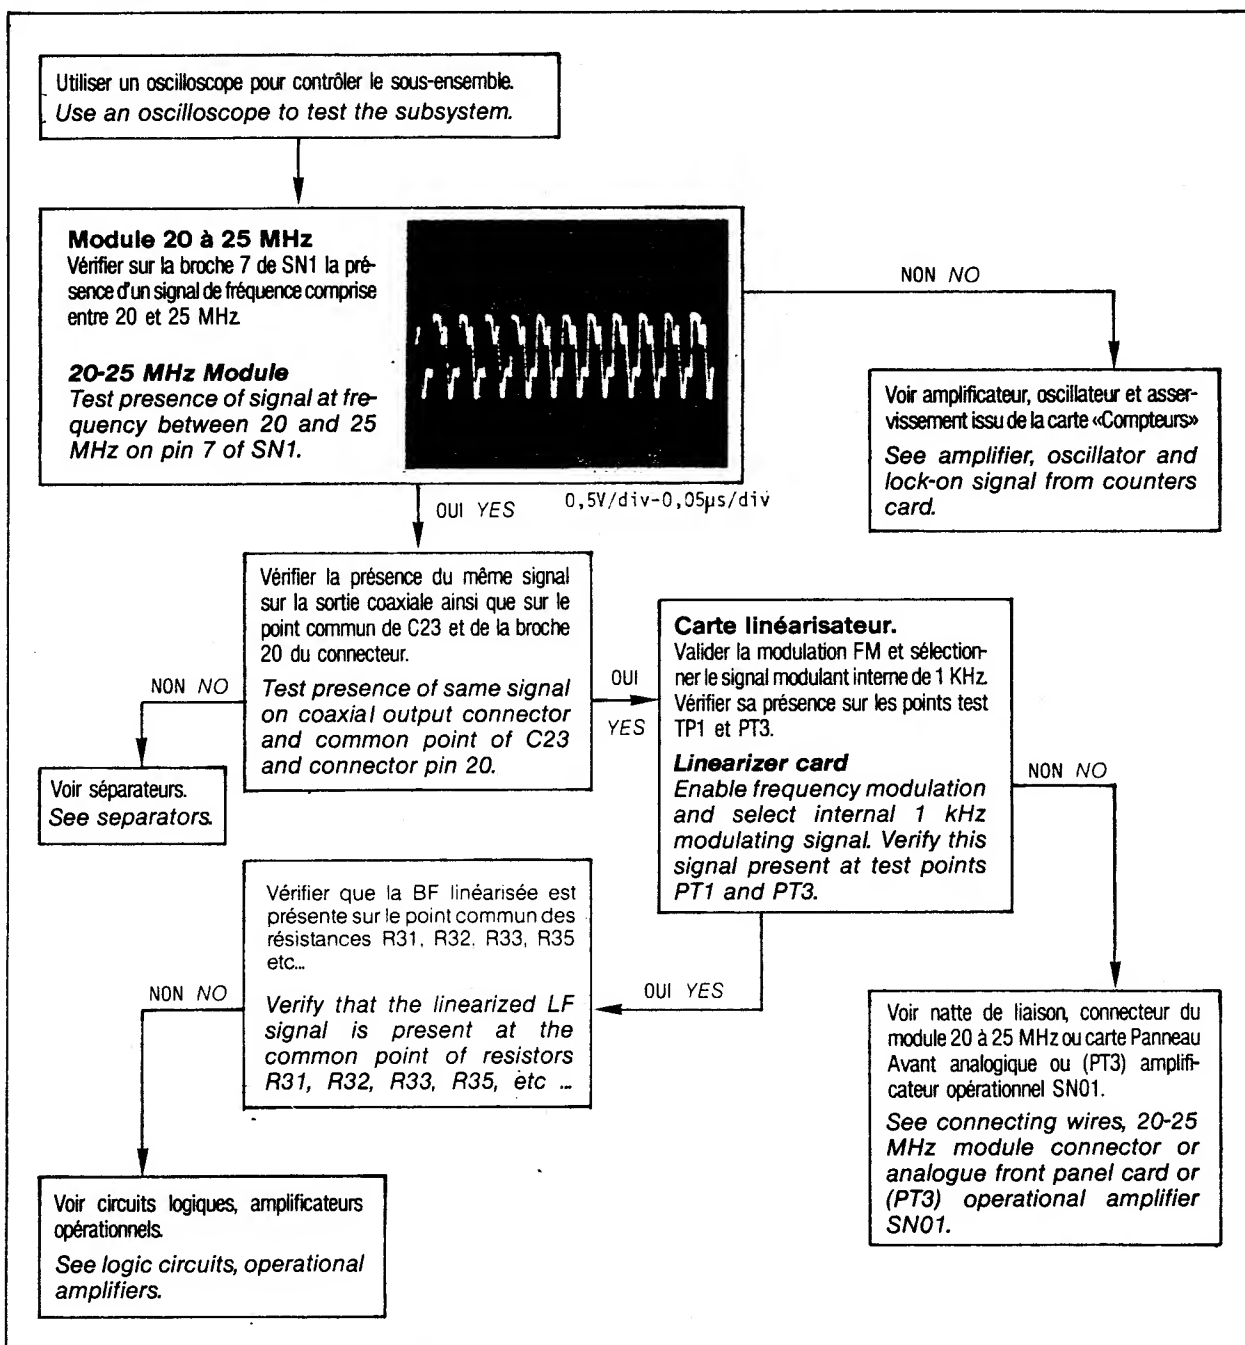 Utiliser un oscilloscope pour contrôler le sous-ensemble.
Use an oscilloscope to test the subsystem.
Module 20 à 25 MHz
Vérifier sur la broche 7 de SN1 la pré-
sence d'un signal de fréquence comprise
entre 20 et 25 MHz
20-25 MHz Module
Test presence of signal at fre-
quency between 20 and 25
MHz on pin 7 of SN1.
NON NO
Voir amplificateur, oscillateur et asser-
vissement issu de la carte «Compteurs»
See amplifier, oscillator and
lock-on signal from counters
card.
OUI YES
0,5V/div-0,05µs/div
Vérifier la présence du même signal
sur la sortie coaxiale ainsi que sur le
point commun de C23 et de la broche
20 du connecteur.
Test presence of same signal
on coaxial output connector
and common point of C23
and connector pin 20.
NON NO
Voir séparateurs.
See separators.
OUI
YES
Carte linéarisateur.
Valider la modulation FM et sélection-
ner le signal modulant interne de 1 KHz.
Vérifier sa présence sur les points test
TP1 et PT3.
Linearizer card
Enable frequency modulation
and select internal 1 kHz
modulating signal. Verify this
signal present at test points
PT1 and PT3.
NON NO
Voir natte de liaison, connecteur du
module 20 à 25 MHz ou carte Panneau
Avant analogique ou (PT3) amplifi-
cateur opérationnel SN01.
See connecting wires, 20-25
MHz module connector or
analogue front panel card or
(PT3) operational amplifier
SN01.
OUI YES
Vérifier que la BF linéarisée est
présente sur le point commun des
résistances R31, R32. R33, R35
etc...
Verify that the linearized LF
signal is present at the
common point of resistors
R31, R32, R33, R35, etc ...
NON NO
Voir circuits logiques, amplificateurs
opérationnels.
See logic circuits, operational
amplifiers.